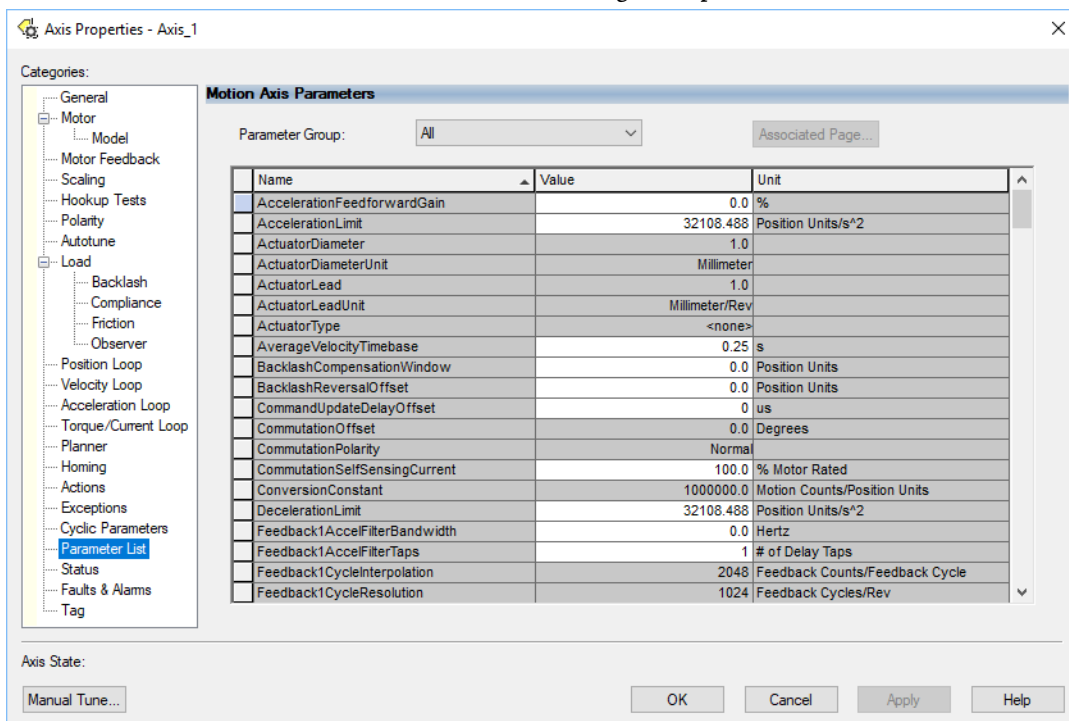 Axis Properties - Axis_1
Categories:
General
Motor
Model
Motor Feedback
Scaling
Hookup Tests
Polarity
Autotune
Load
Backlash
Compliance
Friction
Observer
Position Loop
Velocity Loop
Acceleration Loop
Torque/Current Loop
Planner
Homing
Actions
Exceptions
Cyclic Parameters
Parameter List
Status
Faults & Alarms
Tag
Motion Axis Parameters
Parameter Group: All Associated Page...
Name Value Unit
AccelerationFeedforwardGain 0.0 %
AccelerationLimit 32108.488 Position Units/s^2
ActuatorDiameter 1.0
ActuatorDiameterUnit Millimeter
ActuatorLead 1.0
ActuatorLeadUnit Millimeter/Rev
ActuatorType <none>
AverageVelocityTimebase 0.25 s
BacklashCompensationWindow 0.0 Position Units
BacklashReversalOffset 0.0 Position Units
CommandUpdateDelayOffset 0 us
CommutationOffset 0.0 Degrees
CommutationPolarity Normal
CommutationSelfSensingCurrent 100.0 % Motor Rated
ConversionConstant 1000000.0 Motion Counts/Position Units
DecelerationLimit 32108.488 Position Units/s^2
Feedback1AccelFilterBandwidth 0.0 Hertz
Feedback1AccelFilterTaps 1 # of Delay Taps
Feedback1CycleInterpolation 2048 Feedback Counts/Feedback Cycle
Feedback1CycleResolution 1024 Feedback Cycles/Rev
Axis State:
Manual Tune... OK Cancel Apply Help